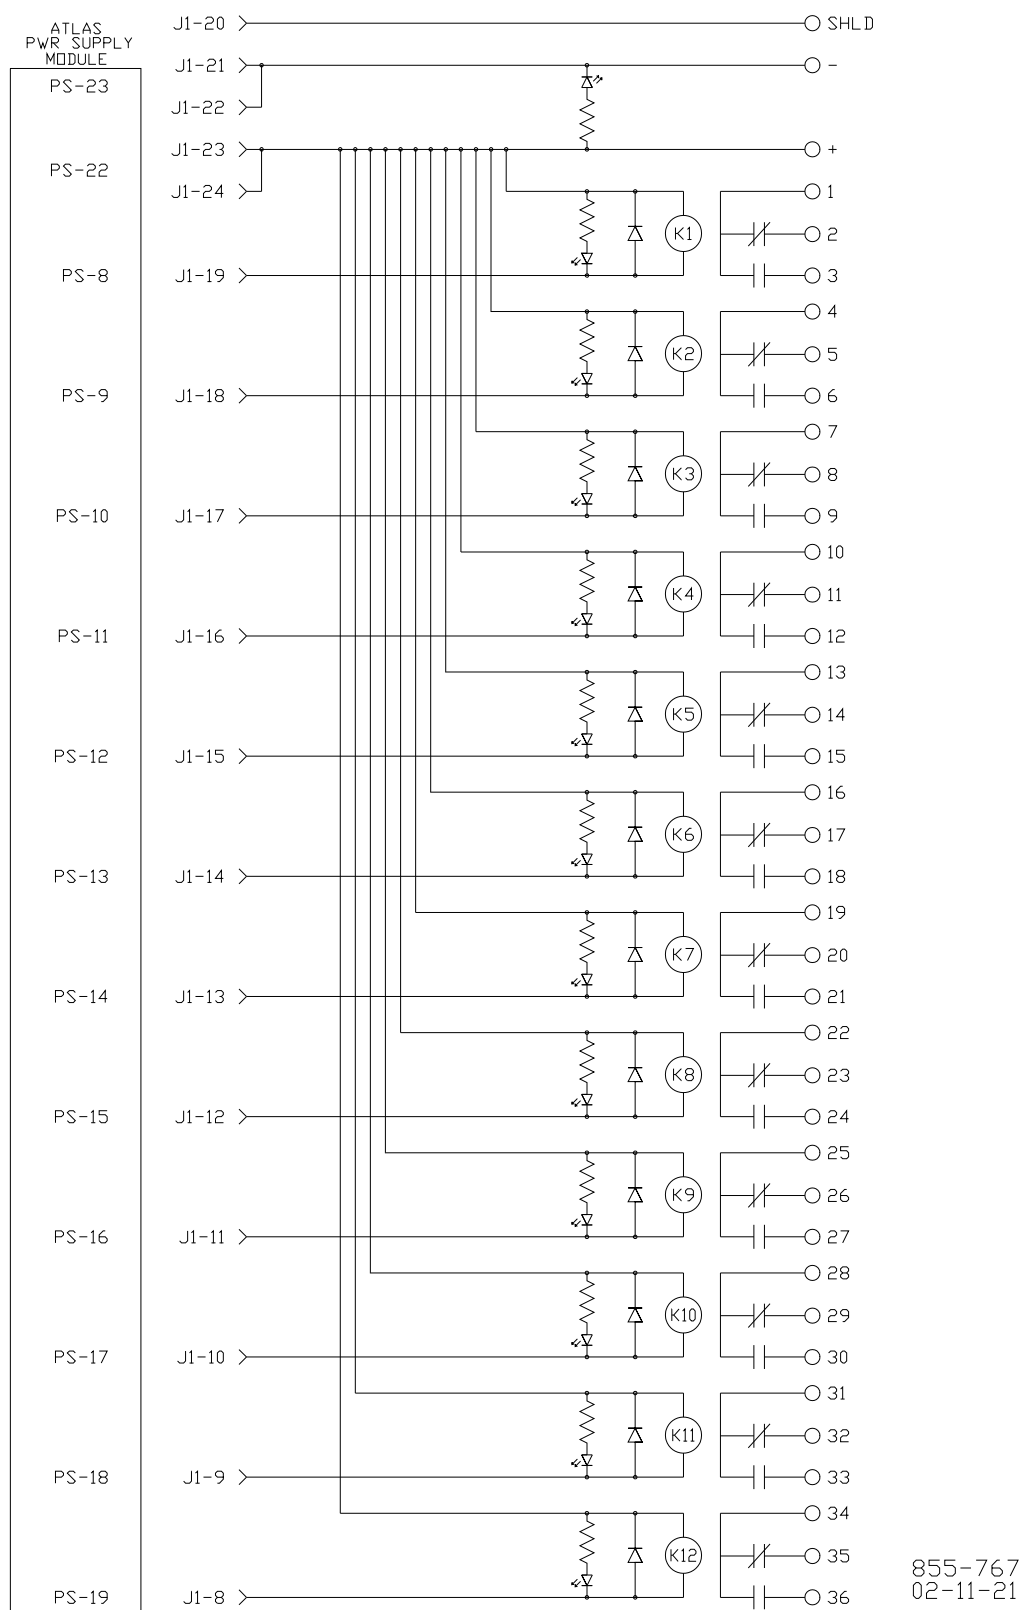 ATLAS
PWR SUPPLY
MODULE
J1-20 SHLD
J1-21 -
PS-23
J1-22
J1-23 +
PS-22
J1-24 1
K1 2
PS-8 J1-19 3
4
K2 5
PS-9 J1-18 6
7
K3 8
PS-10 J1-17 9
10
K4 11
PS-11 J1-16 12
13
K5 14
PS-12 J1-15 15
16
K6 17
PS-13 J1-14 18
19
K7 20
PS-14 J1-13 21
22
K8 23
PS-15 J1-12 24
25
K9 26
PS-16 J1-11 27
28
K10 29
PS-17 J1-10 30
31
K11 32
PS-18 J1-9 33
34
K12 35
PS-19 J1-8 36
855-767
02-11-21